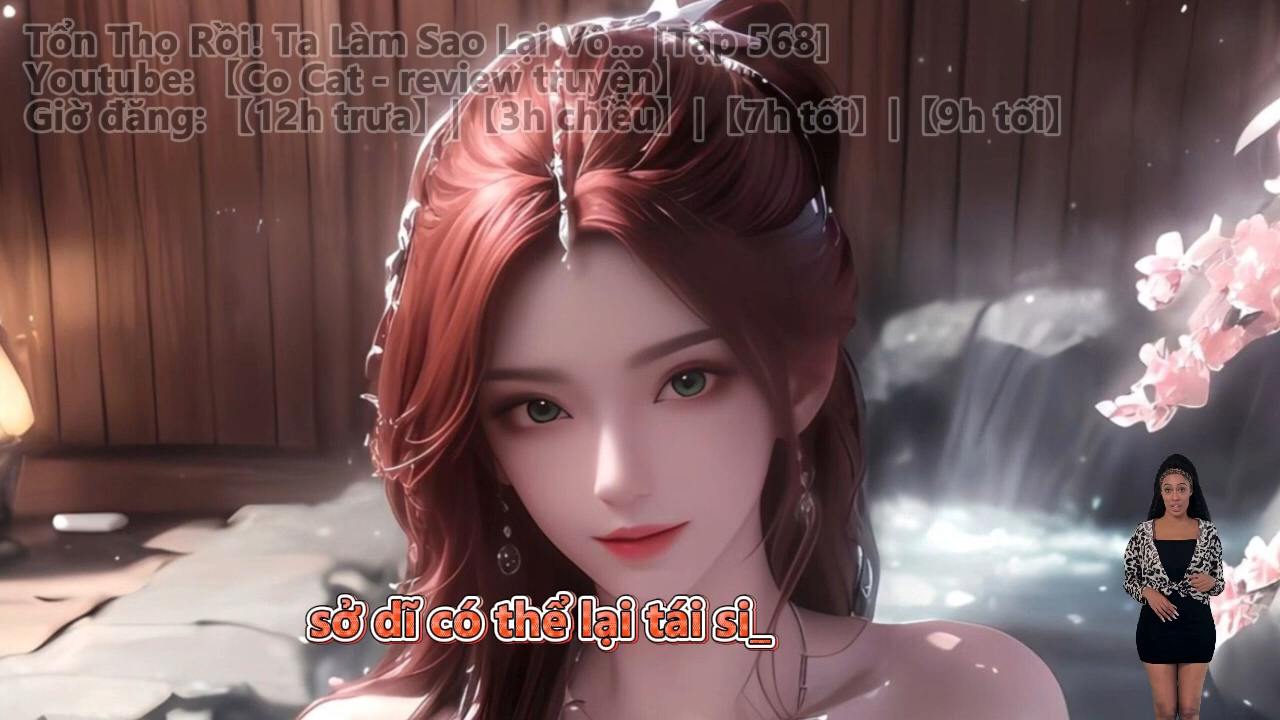 Tổn Thọ Rồi! Ta Làm Sao Lại Vô... [Tập 568]
Youtube: 【Co Cat - review truyện】
Giờ đăng: 【12h trưa】 | 【3h chiều】 | 【7h tối】 | 【9h tối】
sở dĩ có thể lại tái si_